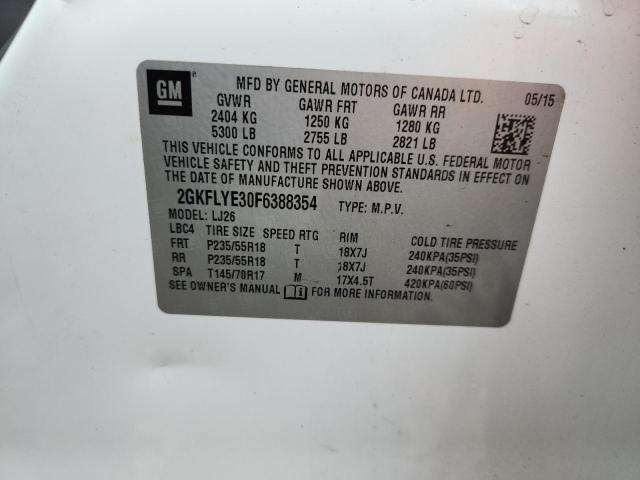 GM ®
MFD BY GENERAL MOTORS OF CANADA LTD. 05/15
GVWR GAWR FRT GAWR RR
2404 KG 1250 KG 1280 KG
5300 LB 2755 LB 2821 LB
THIS VEHICLE CONFORMS TO ALL APPLICABLE U.S. FEDERAL MOTOR
VEHICLE SAFETY AND THEFT PREVENTION STANDARDS IN EFFECT ON
THE DATE OF MANUFACTURE SHOWN ABOVE.
2GKFLYE30F6388354 TYPE: M.P.V.
MODEL: LJ26
LBC4 TIRE SIZE SPEED RTG RIM COLD TIRE PRESSURE
FRT P235/55R18 T 18X7J 240KPA(35PSI)
RR P235/55R18 T 18X7J 240KPA(35PSI)
SPA T145/70R17 M 17X4.5T 420KPA(60PSI)
SEE OWNER'S MANUAL FOR MORE INFORMATION.